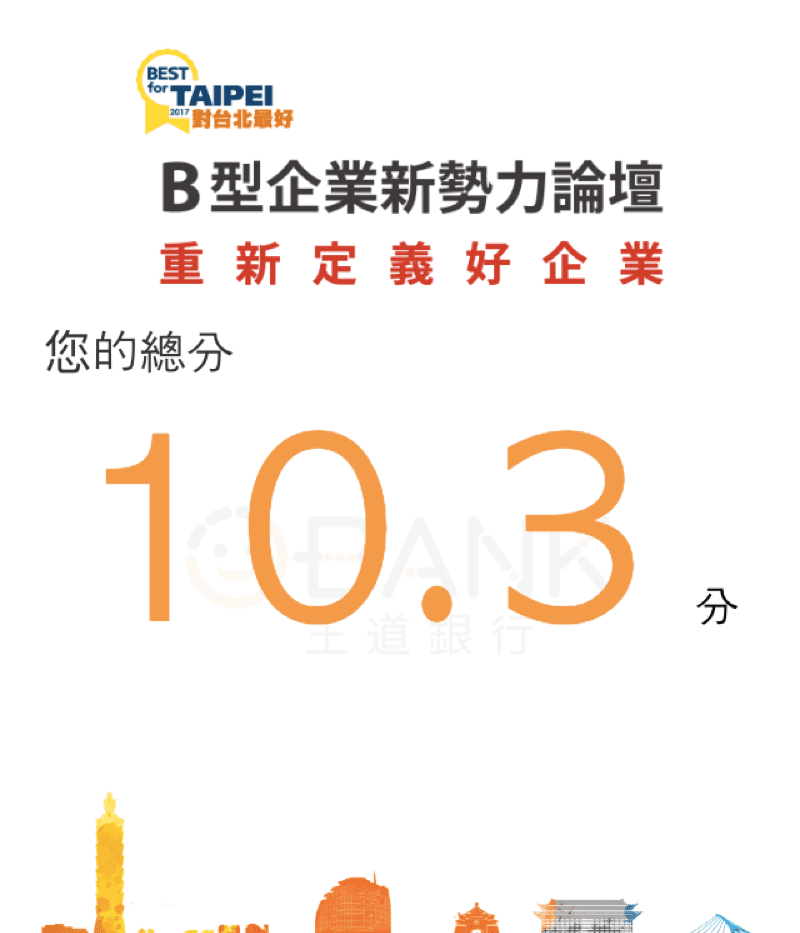 BEST
for TAIPEI
2017 對台北最好
B型企業新勢力論壇
重新定義好企業
您的總分
10.3 分
BANK
王道銀行